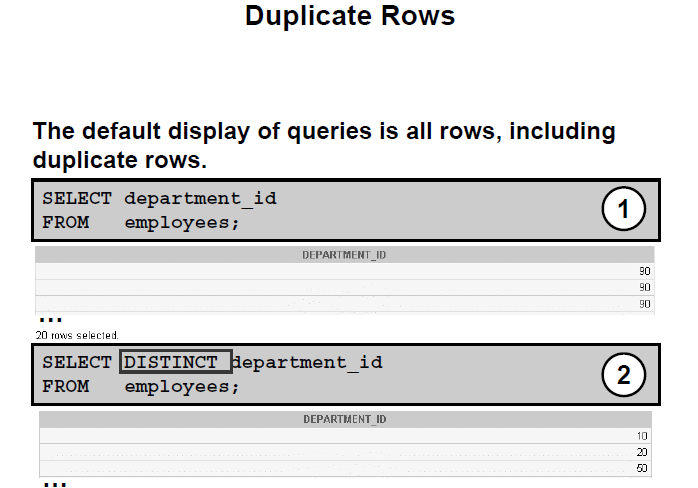 Duplicate Rows
The default display of queries is all rows, including
duplicate rows.
SELECT department_id
FROM employees;
1
DEPARTMENT_ID
90
90
90
...
20 rows selected.
SELECT DISTINCT department_id
FROM employees;
2
DEPARTMENT_ID
10
20
50
...